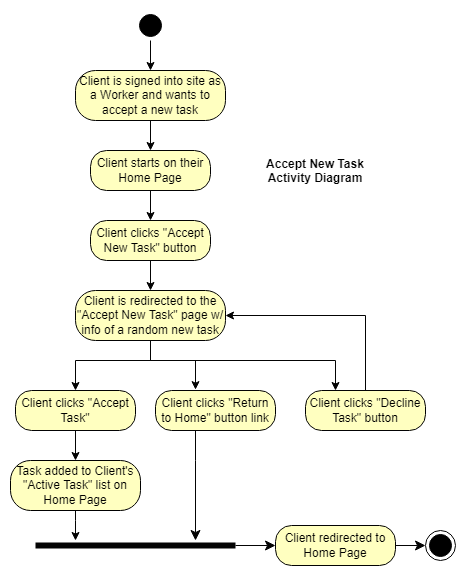 Client is signed into site as
a Worker and wants to
accept a new task
Client starts on their
Home Page
Accept New Task
Activity Diagram
Client clicks "Accept
New Task" button
Client is redirected to the
"Accept New Task" page w/
info of a random new task
Client clicks "Accept
Task"
Client clicks "Return
to Home" button link
Client clicks "Decline
Task" button
Task added to Client's
"Active Task" list on
Home Page
Client redirected to
Home Page